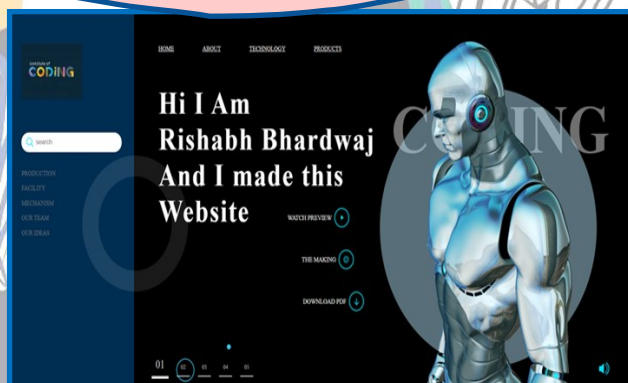 institute of
CODING
search
PRODUCTION
FACILITY
MECHANISM
OUR TEAM
OUR IDEAS
HOME ABOUT TECHNOLOGY PRODUCTS
Hi I Am
Rishabh Bhardwaj
And I made this
Website
WATCH PREVIEW
THE MAKING
DOWNLOAD PDF
01 02 03 04 05